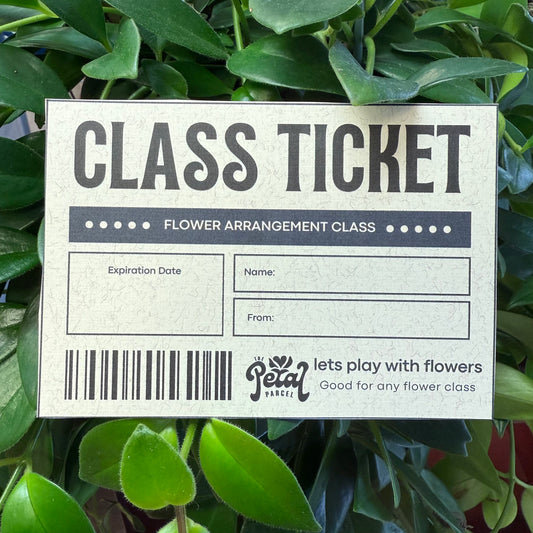 CLASS TICKET
FLOWER ARRANGEMENT CLASS
Expiration Date
Name:
From:
THE
Petal
PARCEL
lets play with flowers
Good for any flower class